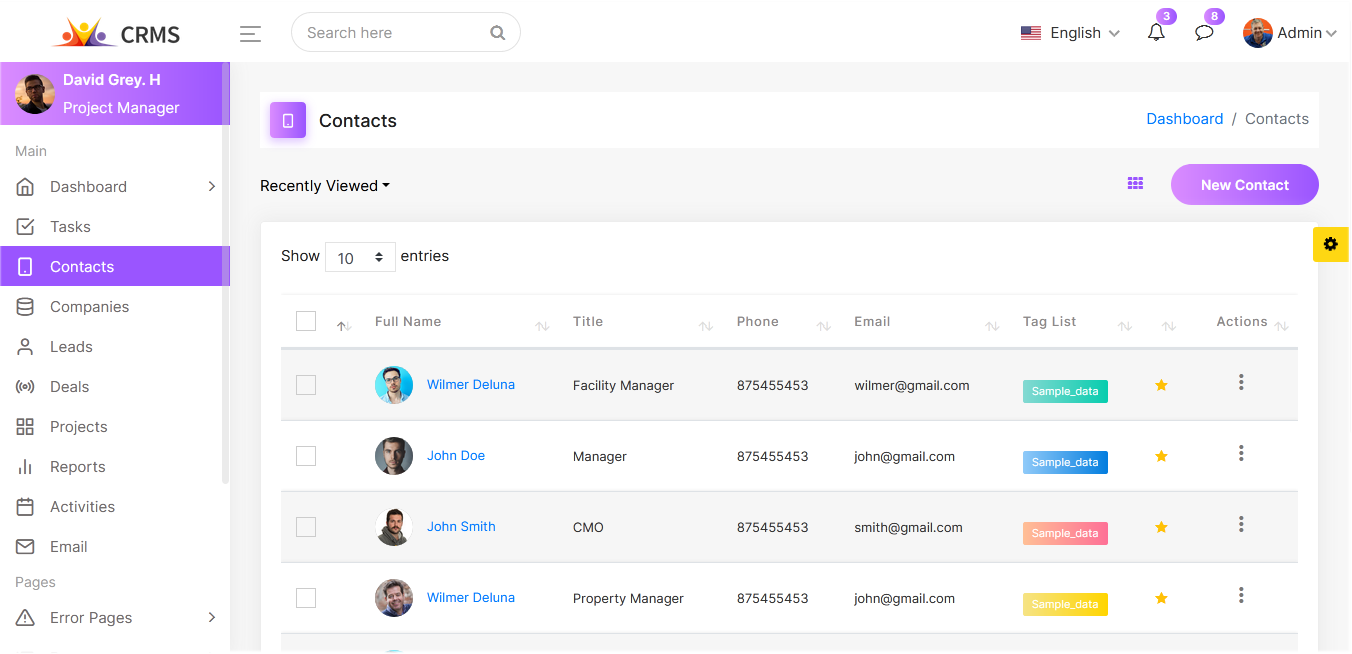 CRMS
Search here
English
3
8
Admin
David Grey. H
Project Manager
Main
Dashboard
Tasks
Contacts
Companies
Leads
Deals
Projects
Reports
Activities
Email
Pages
Error Pages
Contacts
Dashboard / Contacts
Recently Viewed
New Contact
Show 10 entries
Full Name Title Phone Email Tag List Actions
Wilmer Deluna Facility Manager 875455453 wilmer@gmail.com Sample_data
John Doe Manager 875455453 john@gmail.com Sample_data
John Smith CMO 875455453 smith@gmail.com Sample_data
Wilmer Deluna Property Manager 875455453 john@gmail.com Sample_data